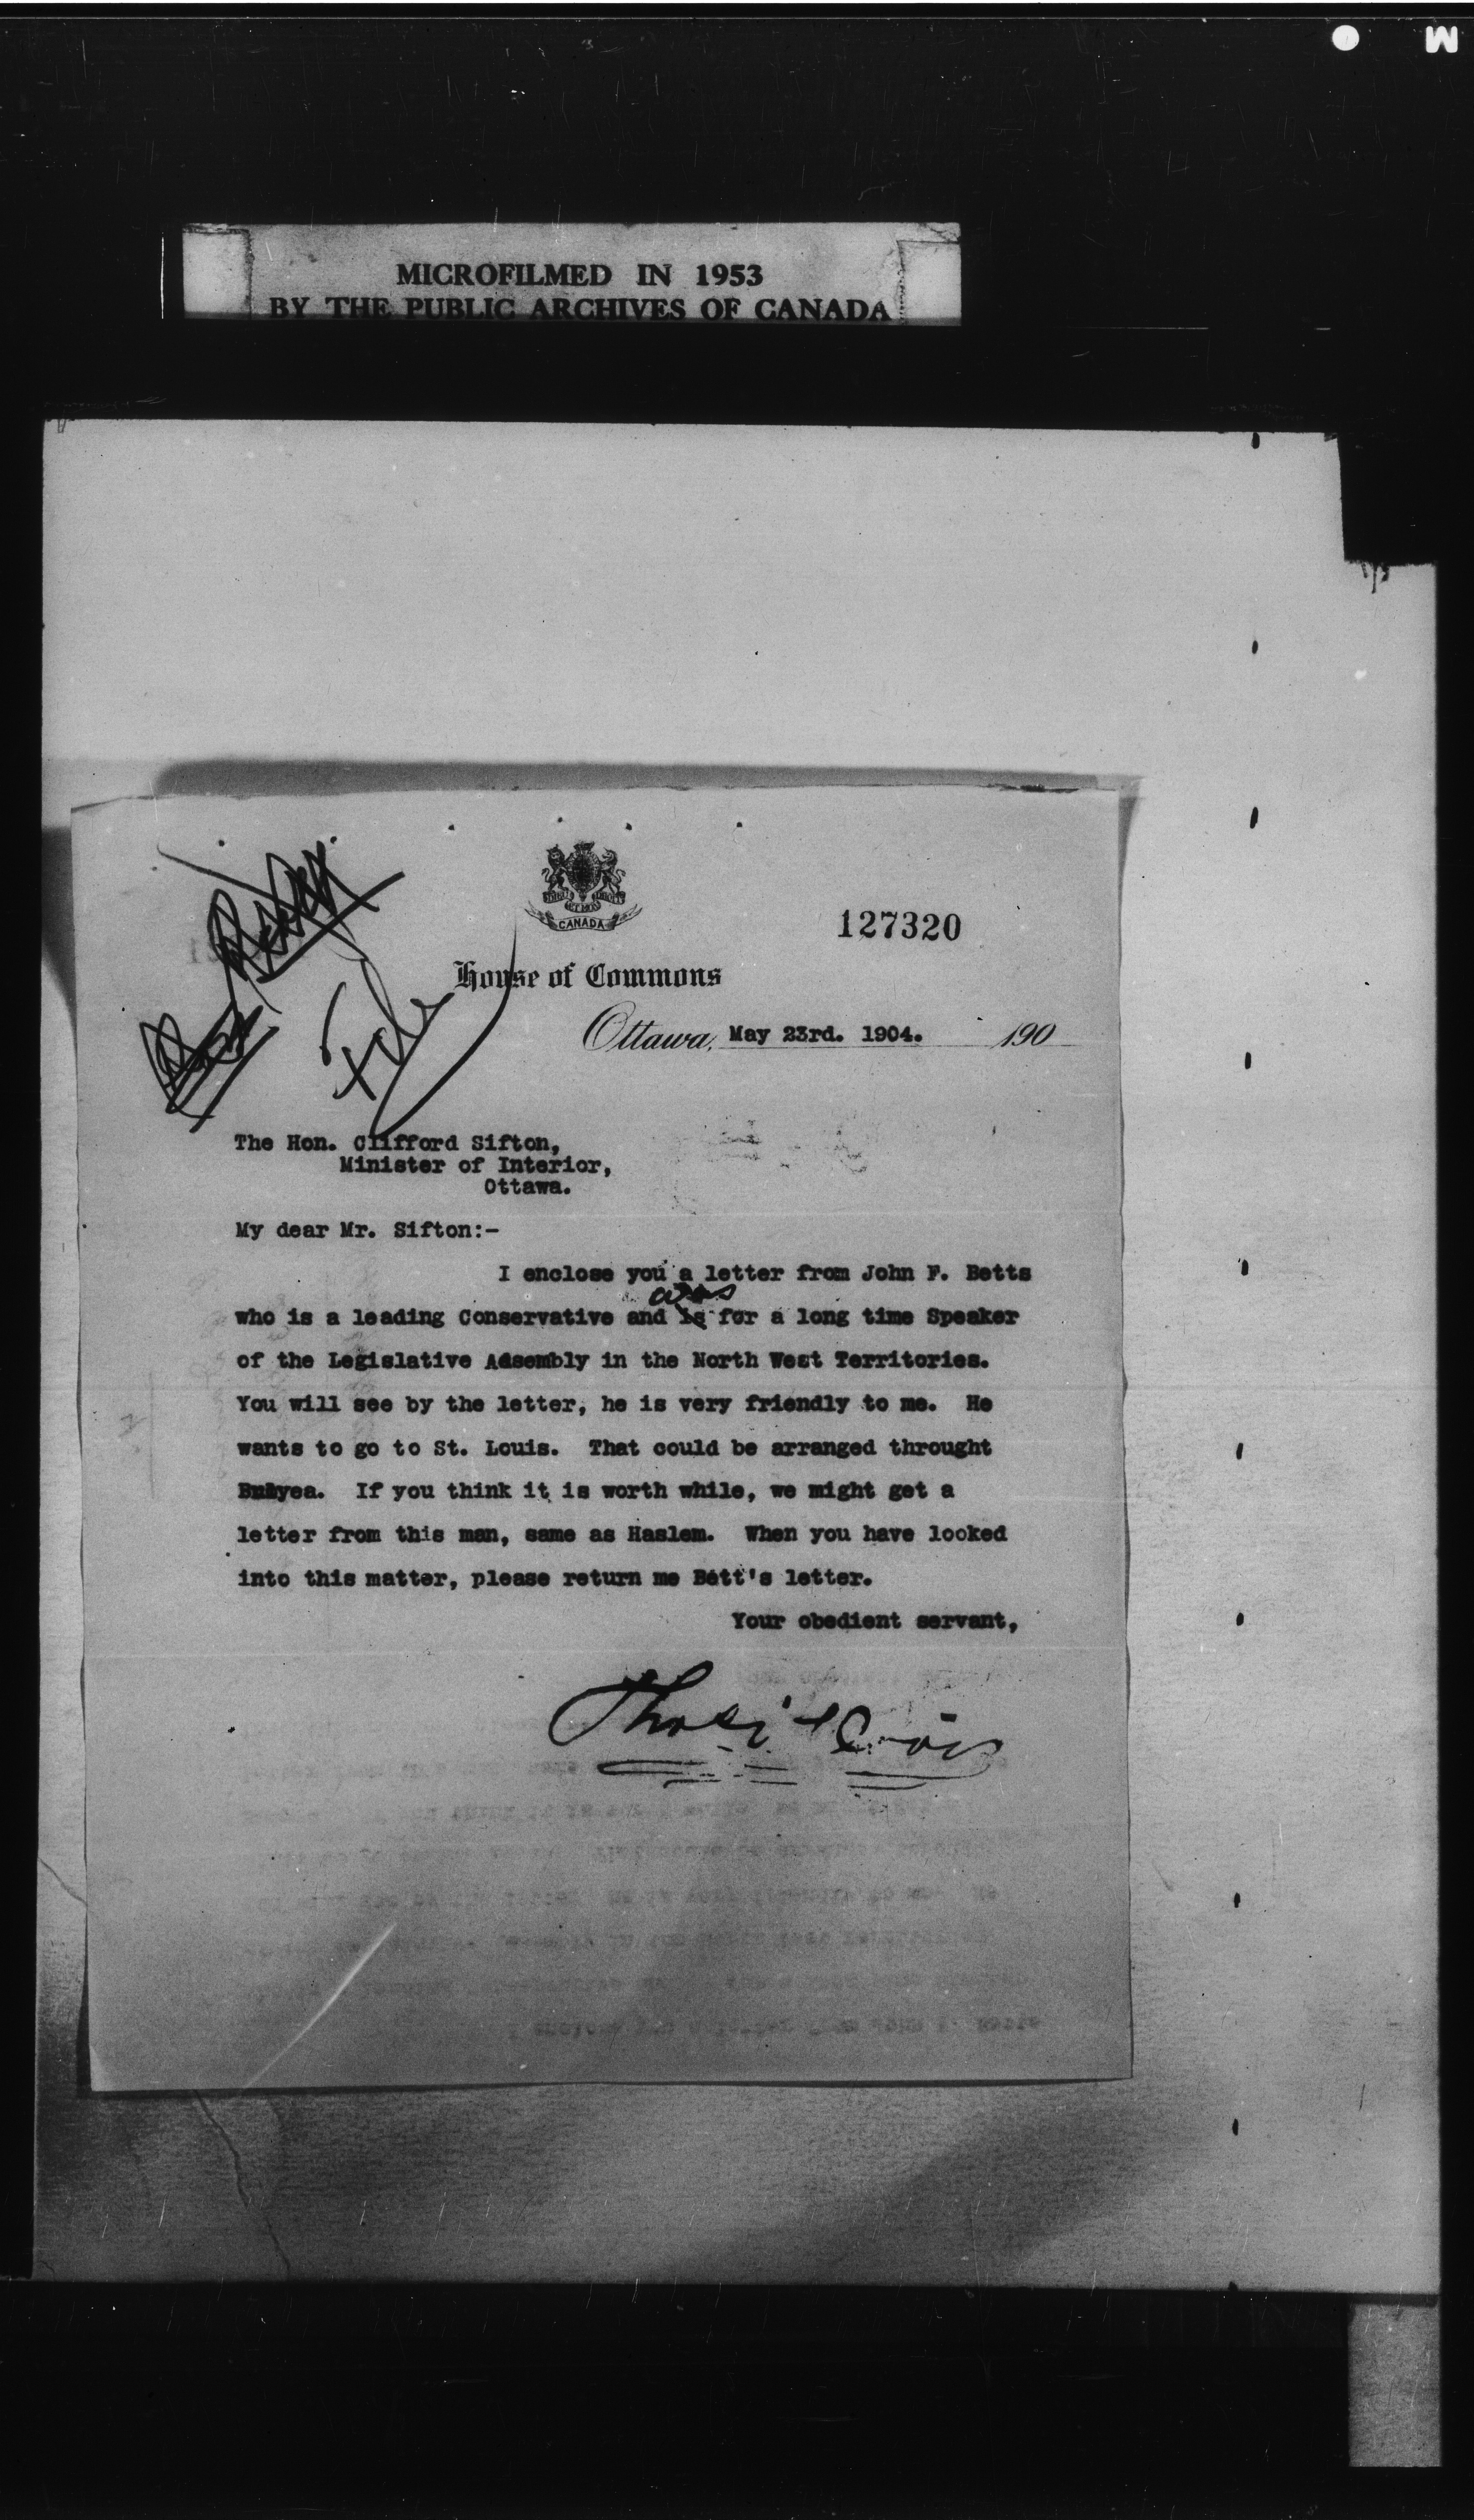 M
MICROFILMED IN 1953
BY THE PUBLIC ARCHIVES OF CANADA
CANADA
127320
House of Commons
File
Ottawa, May 23rd. 1904. 190
The Hon. Clifford Sifton,
Minister of Interior,
Ottawa.
My dear Mr. Sifton:-
I enclose you a letter from John F. Betts
was
who is a leading Conservative and is for a long time Speaker
of the Legislative Assembly in the North West Territories.
You will see by the letter, he is very friendly to me. He
wants to go to St. Louis. That could be arranged throught
Bulyea. If you think it is worth while, we might get a
letter from this man, same as Haslem. When you have looked
into this matter, please return me Bett's letter.
Your obedient servant,
Thos